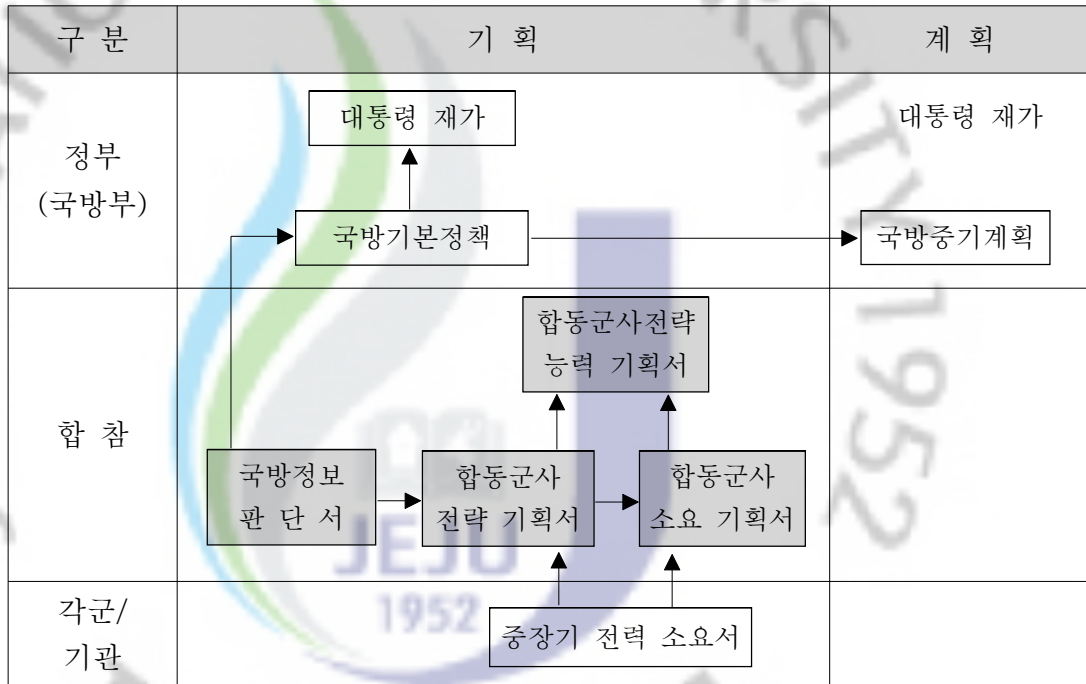 구 분
기 획
계 획
정부
(국방부)
대통령 재가
대통령 재가
국방기본정책
국방중기계획
합 참
합동군사전략
능력 기획서
국방정보
판 단 서
합동군사
전략 기획서
합동군사
소요 기획서
각군/
기관
중장기 전력 소요서
JEJU
1952
RSITY 1952